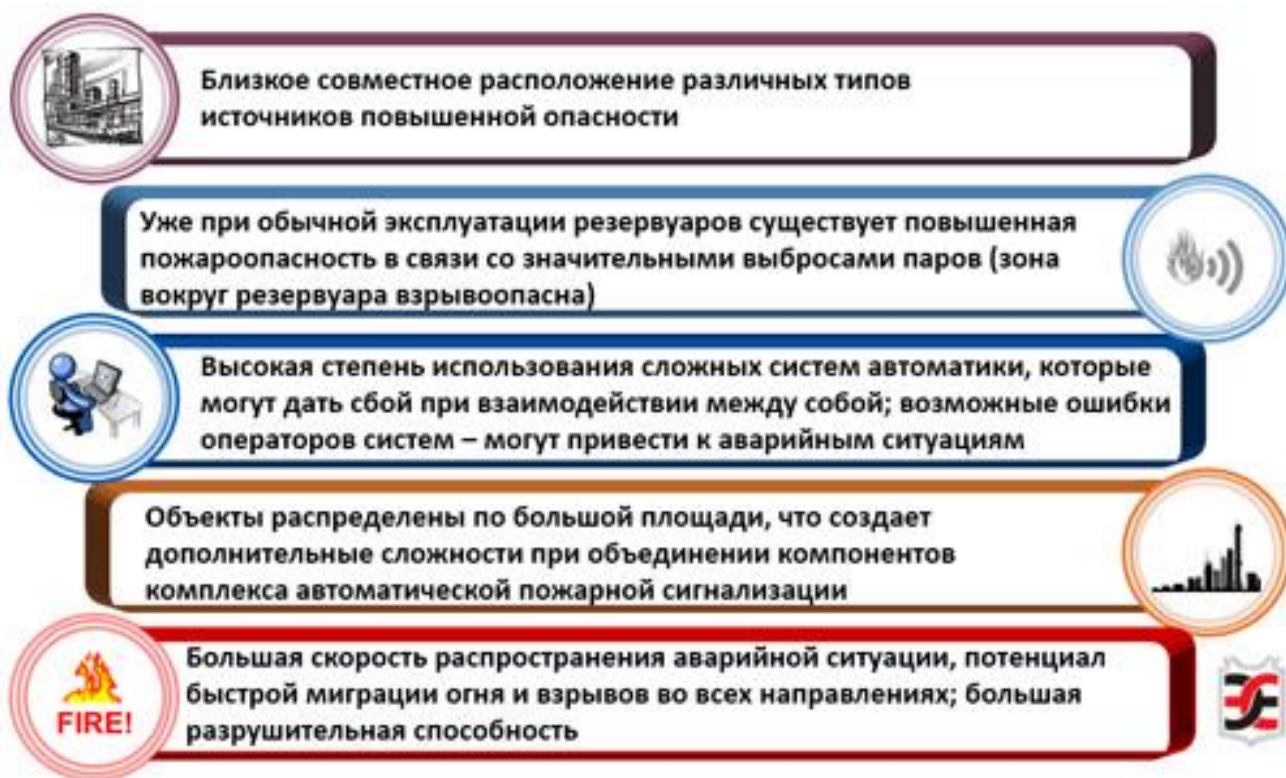 Близкое совместное расположение различных типов
источников повышенной опасности
Уже при обычной эксплуатации резервуаров существует повышенная
пожароопасность в связи со значительными выбросами паров (зона
вокруг резервуара взрывоопасна)
Высокая степень использования сложных систем автоматики, которые
могут дать сбой при взаимодействии между собой; возможные ошибки
операторов систем – могут привести к аварийным ситуациям
Объекты распределены по большой площади, что создает
дополнительные сложности при объединении компонентов
комплекса автоматической пожарной сигнализации
Большая скорость распространения аварийной ситуации, потенциал
быстрой миграции огня и взрывов во всех направлениях; большая
разрушительная способность
FIRE!